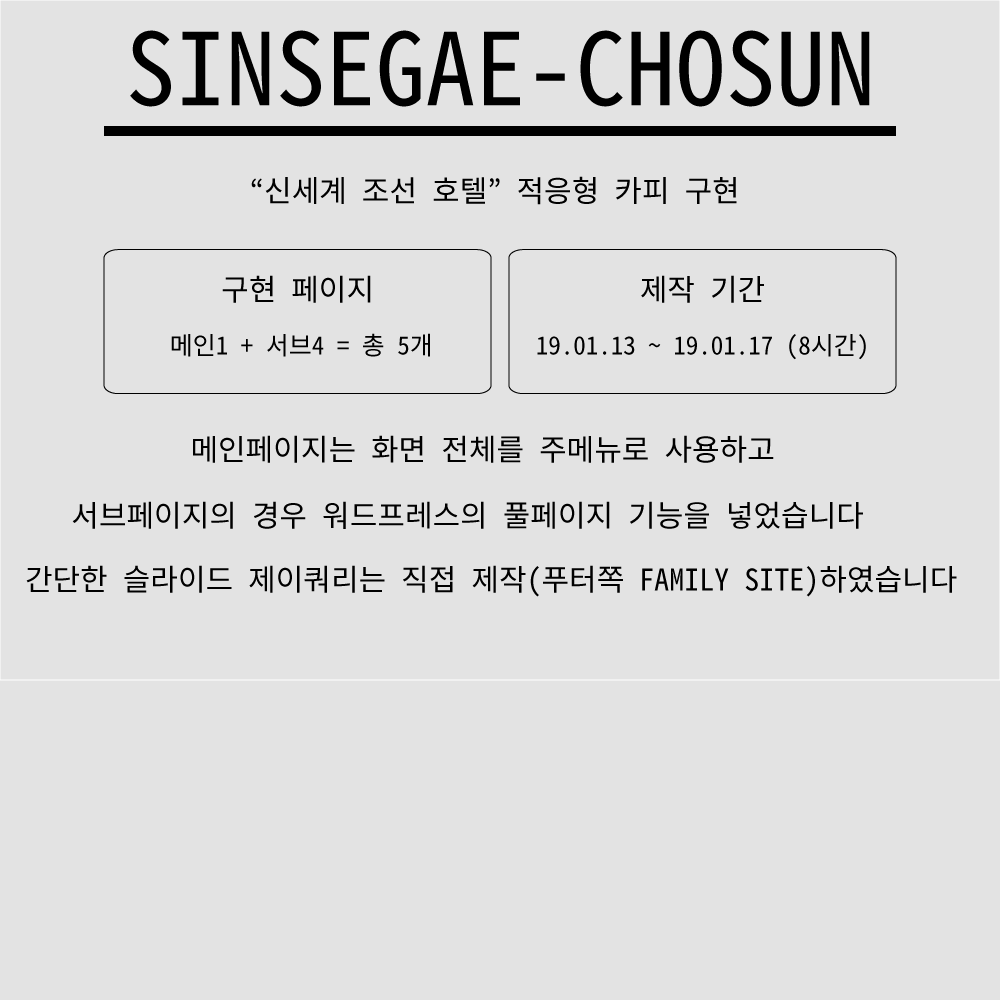 SINSEGAE-CHOSUN
“신세계 조선 호텔” 적응형 카피 구현
구현 페이지
메인1 + 서브4 = 총 5개
제작 기간
19.01.13 ~ 19.01.17 (8시간)
메인페이지는 화면 전체를 주메뉴로 사용하고
서브페이지의 경우 워드프레스의 풀페이지 기능을 넣었습니다
간단한 슬라이드 제이쿼리는 직접 제작(푸터쪽 FAMILY SITE)하였습니다